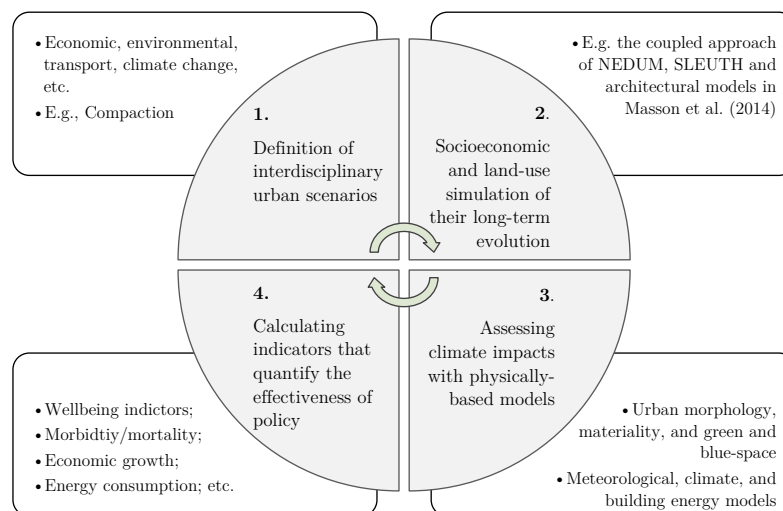 • Economic, environmental,
transport, climate change,
etc.
• E.g., Compaction
1.
Definition of
interdisciplinary
urban scenarios
• E.g. the coupled approach
of NEDUM, SLEUTH and
architectural models in
Masson et al. (2014)
2.
Socioeconomic
and land-use
simulation of
their long-term
evolution
3.
Assessing
climate impacts
with physically-
based models
• Urban morphology,
materiality, and green and
blue-space
• Meteorological, climate, and
building energy models
4.
Calculating
indicators that
quantify the
effectiveness of
policy
• Wellbeing indictors;
• Morbidtiy/mortality;
• Economic growth;
• Energy consumption; etc.